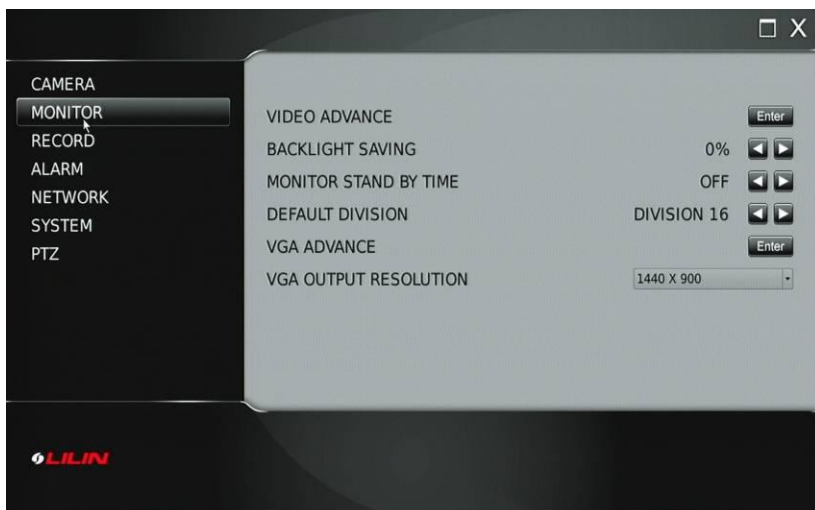 X
CAMERA
MONITOR
RECORD
ALARM
NETWORK
SYSTEM
PTZ
VIDEO ADVANCE Enter
BACKLIGHT SAVING 0%
MONITOR STAND BY TIME OFF
DEFAULT DIVISION DIVISION 16
VGA ADVANCE Enter
VGA OUTPUT RESOLUTION 1440 X 900
LILIN